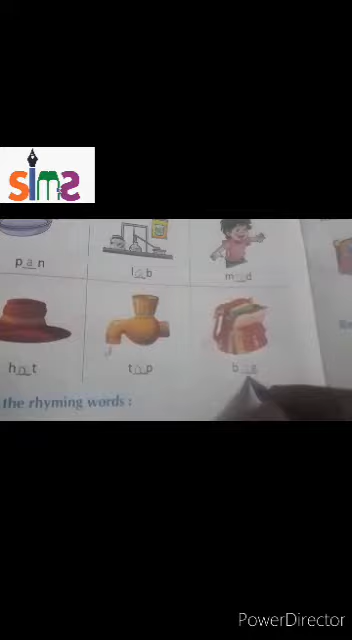 SIMS
p a n
l a b
m a d
h a t
t a p
b a g
the rhyming words :
PowerDirector